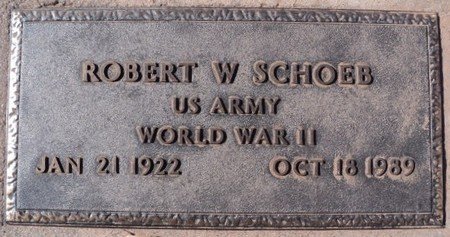 ROBERT W SCHOEB
US ARMY
WORLD WAR II
JAN 21 1922 OCT 18 1989